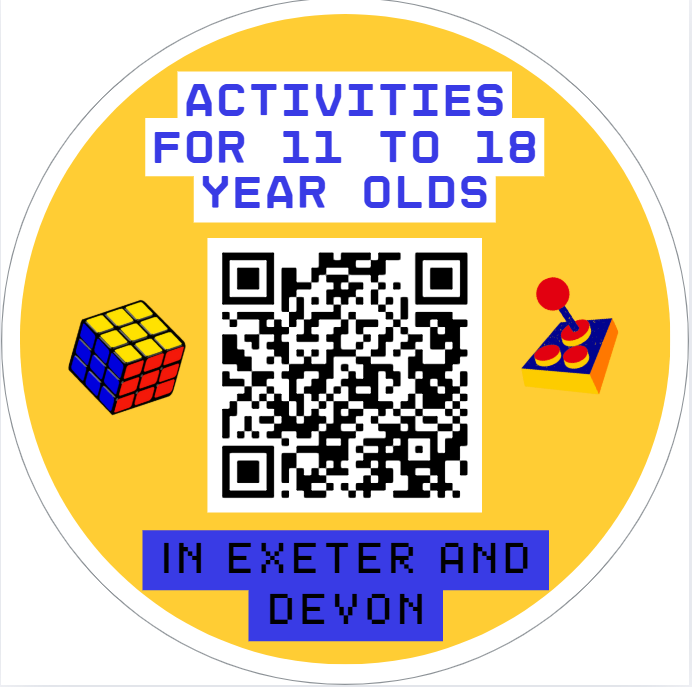 ACTIVITIES
FOR 11 TO 18
YEAR OLDS
IN EXETER AND
DEVON